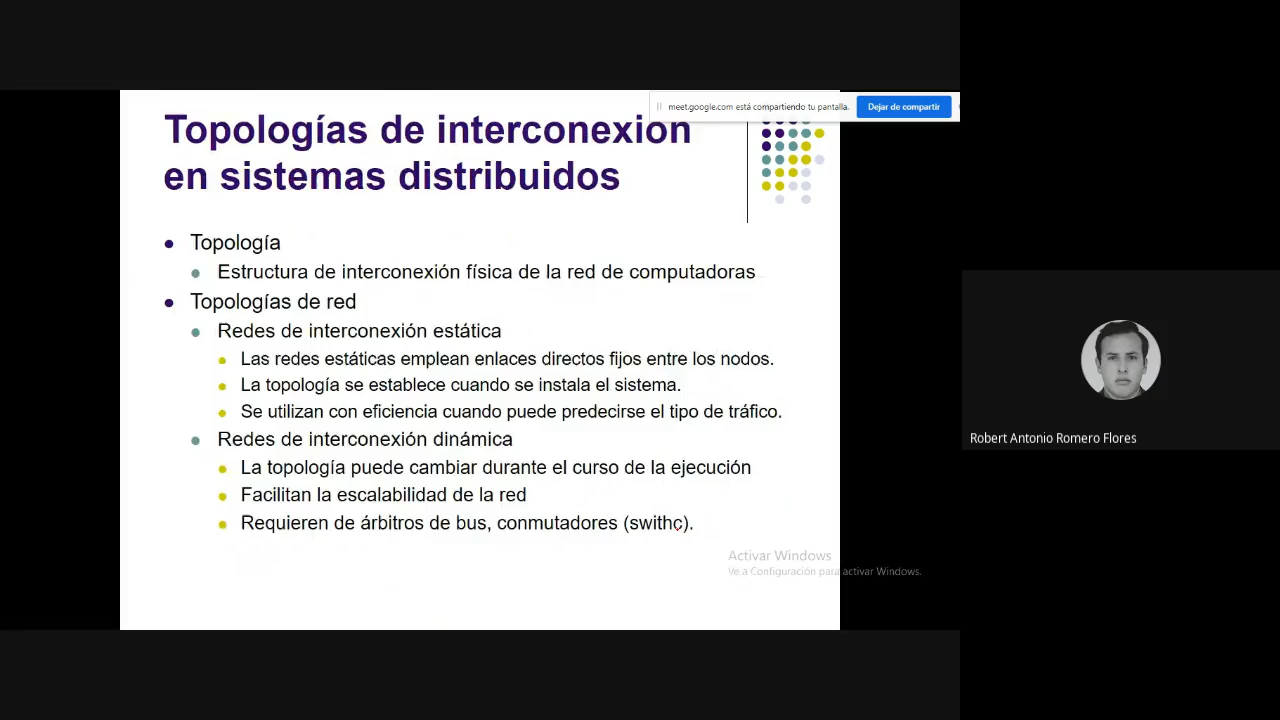 meet.google.com está compartiendo tu pantalla.
Dejar de compartir
Topologías de interconexión
en sistemas distribuidos
Topología
Estructura de interconexión física de la red de computadoras
Topologías de red
Redes de interconexión estática
Las redes estáticas emplean enlaces directos fijos entre los nodos.
La topología se establece cuando se instala el sistema.
Se utilizan con eficiencia cuando puede predecirse el tipo de tráfico.
Redes de interconexión dinámica
La topología puede cambiar durante el curso de la ejecución
Facilitan la escalabilidad de la red
Requieren de árbitros de bus, conmutadores (swithc).
Activar Windows
Ve a Configuración para activar Windows.
Robert Antonio Romero Flores